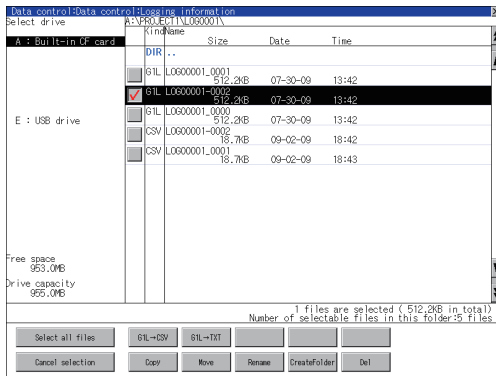 Data control:Data control:Logging information
Select drive
A:\PROJECT1\LOG0001\
A : Built-in CF card
E : USB drive
Kind Name
Size Date Time
DIR ..
G1L LOG00001_0001
512.2KB 07-30-09 13:42
G1L LOG00001-0002
512.2KB 07-30-09 13:42
G1L LOG00001_0000
512.2KB 07-30-09 13:42
CSV LOG00001-0002
18.7KB 09-02-09 18:42
CSV LOG00001_0001
18.7KB 09-02-09 18:43
Free space
953.0MB
Drive capacity
955.0MB
1 files are selected ( 512.2KB in total)
Number of selectable files in this folder:5 files
Select all files G1L→CSV G1L→TXT
Cancel selection Copy Move Rename CreateFolder Del